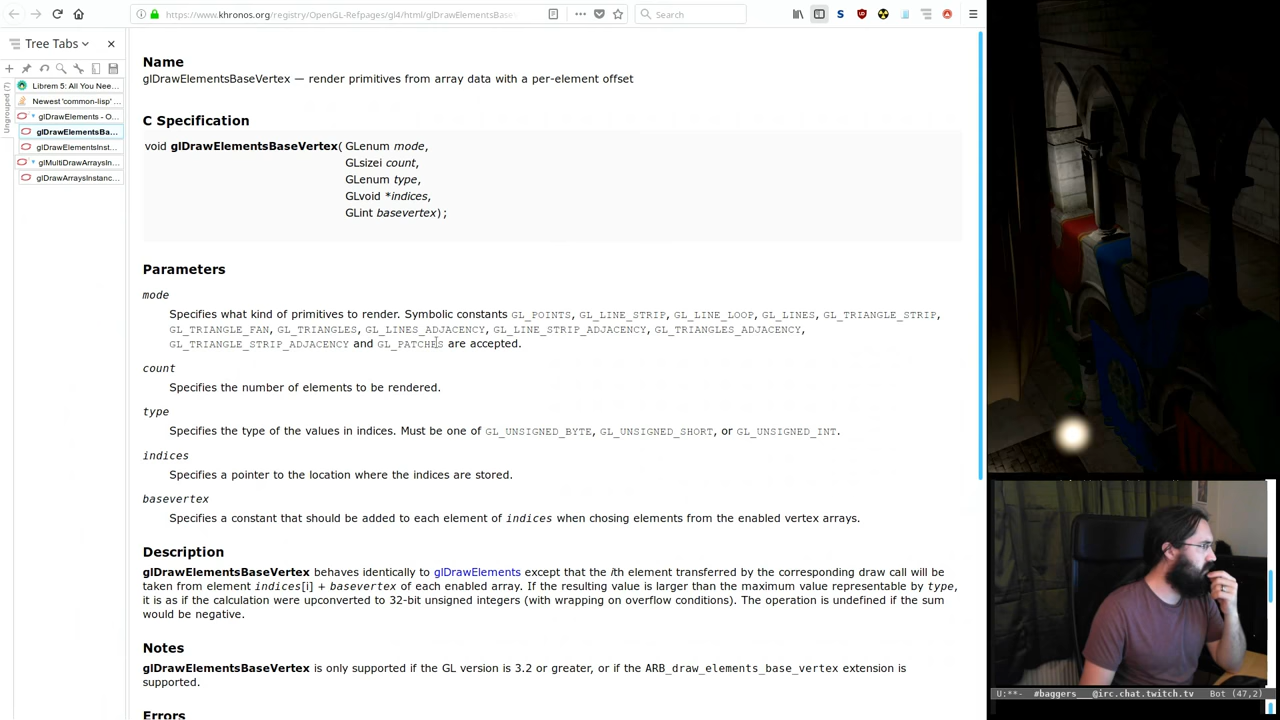 https://www.khronos.org/registry/OpenGL-Refpages/gl4/html/glDrawElementsBase
Search
Tree Tabs
Ungrouped (7)
Librem 5: All You Nee...
Newest 'common-lisp' ...
glDrawElements - O...
glDrawElementsBa...
glDrawElementsInst...
glMultiDrawArraysIn...
glDrawArraysInstanc...
Name
glDrawElementsBaseVertex — render primitives from array data with a per-element offset
C Specification
void glDrawElementsBaseVertex( GLenum mode,
GLsizei count,
GLenum type,
GLvoid *indices,
GLint basevertex);
Parameters
mode
Specifies what kind of primitives to render. Symbolic constants GL_POINTS, GL_LINE_STRIP, GL_LINE_LOOP, GL_LINES, GL_TRIANGLE_STRIP,
GL_TRIANGLE_FAN, GL_TRIANGLES, GL_LINES_ADJACENCY, GL_LINE_STRIP_ADJACENCY, GL_TRIANGLES_ADJACENCY,
GL_TRIANGLE_STRIP_ADJACENCY and GL_PATCHES are accepted.
count
Specifies the number of elements to be rendered.
type
Specifies the type of the values in indices. Must be one of GL_UNSIGNED_BYTE, GL_UNSIGNED_SHORT, or GL_UNSIGNED_INT.
indices
Specifies a pointer to the location where the indices are stored.
basevertex
Specifies a constant that should be added to each element of indices when chosing elements from the enabled vertex arrays.
Description
glDrawElementsBaseVertex behaves identically to glDrawElements except that the ith element transferred by the corresponding draw call will be
taken from element indices[i] + basevertex of each enabled array. If the resulting value is larger than the maximum value representable by type,
it is as if the calculation were upconverted to 32-bit unsigned integers (with wrapping on overflow conditions). The operation is undefined if the sum
would be negative.
Notes
glDrawElementsBaseVertex is only supported if the GL version is 3.2 or greater, or if the ARB_draw_elements_base_vertex extension is
supported.
Errors
U:**- #baggers___@irc.chat.twitch.tv Bot (47,2)